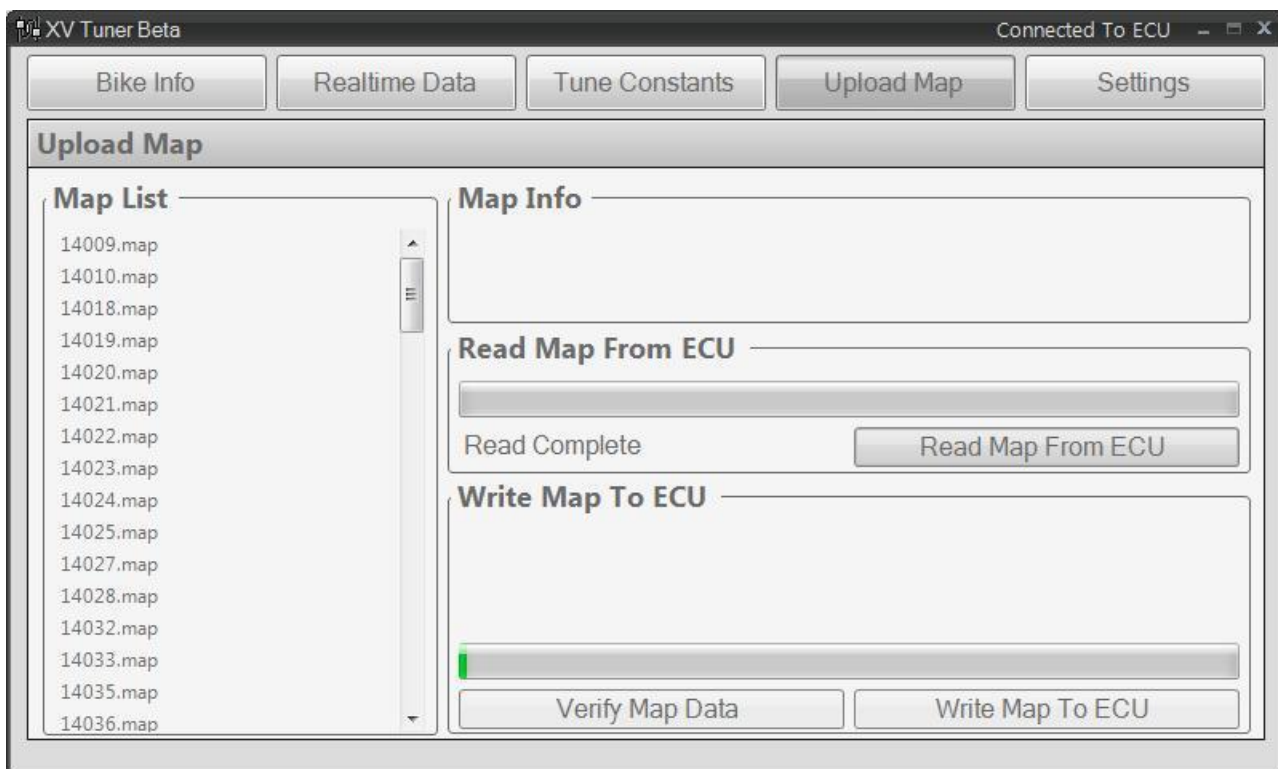 XV Tuner Beta
Connected To ECU
Bike Info
Realtime Data
Tune Constants
Upload Map
Settings
Upload Map
Map List
14009.map
14010.map
14018.map
14019.map
14020.map
14021.map
14022.map
14023.map
14024.map
14025.map
14027.map
14028.map
14032.map
14033.map
14035.map
14036.map
Map Info
Read Map From ECU
Read Complete
Read Map From ECU
Write Map To ECU
Verify Map Data
Write Map To ECU